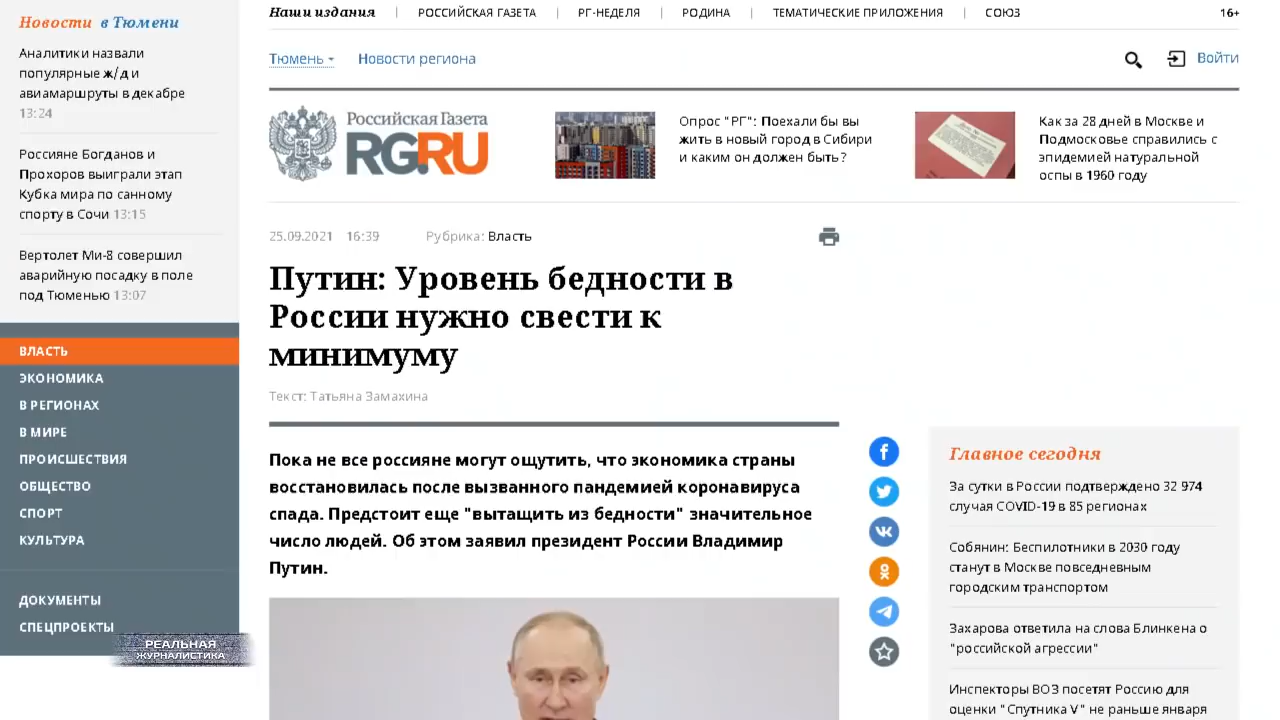 Новости в Тюмени
Аналитики назвали
популярные ж/д и
авиамаршруты в декабре
13:24
Россияне Богданов и
Прохоров выиграли этап
Кубка мира по санному
спорту в Сочи 13:15
Вертолет Ми-8 совершил
аварийную посадку в поле
под Тюменью 13:07
ВЛАСТЬ
ЭКОНОМИКА
В РЕГИОНАХ
В МИРЕ
ПРОИСШЕСТВИЯ
ОБЩЕСТВО
СПОРТ
КУЛЬТУРА
ДОКУМЕНТЫ
СПЕЦПРОЕКТЫ
РЕАЛЬНАЯ
ЖУРНАЛИСТИКА
Наши издания | РОССИЙСКАЯ ГАЗЕТА | РГ-НЕДЕЛЯ | РОДИНА | ТЕМАТИЧЕСКИЕ ПРИЛОЖЕНИЯ | СОЮЗ 16+
Тюмень Новости региона Войти
Российская Газета
RG.RU
Опрос "РГ": Поехали бы вы
жить в новый город в Сибири
и каким он должен быть?
Как за 28 дней в Москве и
Подмосковье справились с
эпидемией натуральной
оспы в 1960 году
25.09.2021 16:39 Рубрика: Власть
Путин: Уровень бедности в
России нужно свести к
минимуму
Текст: Татьяна Замахина
Пока не все россияне могут ощутить, что экономика страны
восстановилась после вызванного пандемией коронавируса
спада. Предстоит еще "вытащить из бедности" значительное
число людей. Об этом заявил президент России Владимир
Путин.
Главное сегодня
За сутки в России подтверждено 32 974
случая COVID-19 в 85 регионах
Собянин: Беспилотники в 2030 году
станут в Москве повседневным
городским транспортом
Захарова ответила на слова Блинкена о
"российской агрессии"
Инспекторы ВОЗ посетят Россию для
оценки "Спутника V" не раньше января